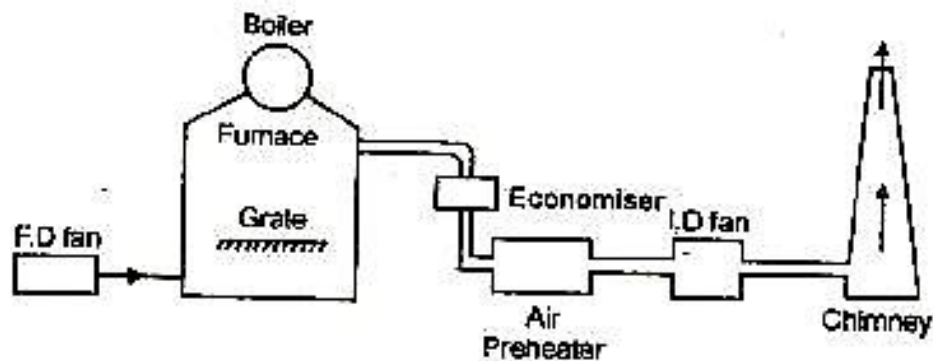 Boiler
Furnace
Grate
F.D fan
Economiser
I.D fan
Air
Preheater
Chimney